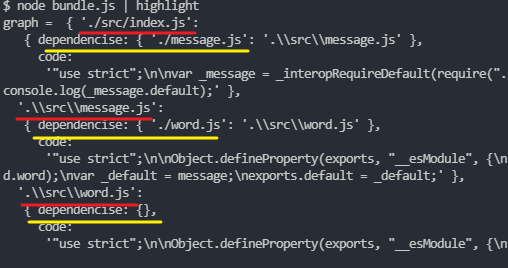 $ node bundle.js | highlight
graph =  { './src/index.js':
   { dependencise: { './message.js': '.\\src\\message.js' },
     code:
      '"use strict";\n\nvar _message = _interopRequireDefault(require(".
console.log(_message.default);' },
  '.\\src\\message.js':
   { dependencise: { './word.js': '.\\src\\word.js' },
     code:
      '"use strict";\n\nObject.defineProperty(exports, "__esModule", {\n
d.word);\nvar _default = message;\nexports.default = _default;' },
  '.\\src\\word.js':
   { dependencise: {},
     code:
      '"use strict";\n\nObject.defineProperty(exports, "__esModule", {\n